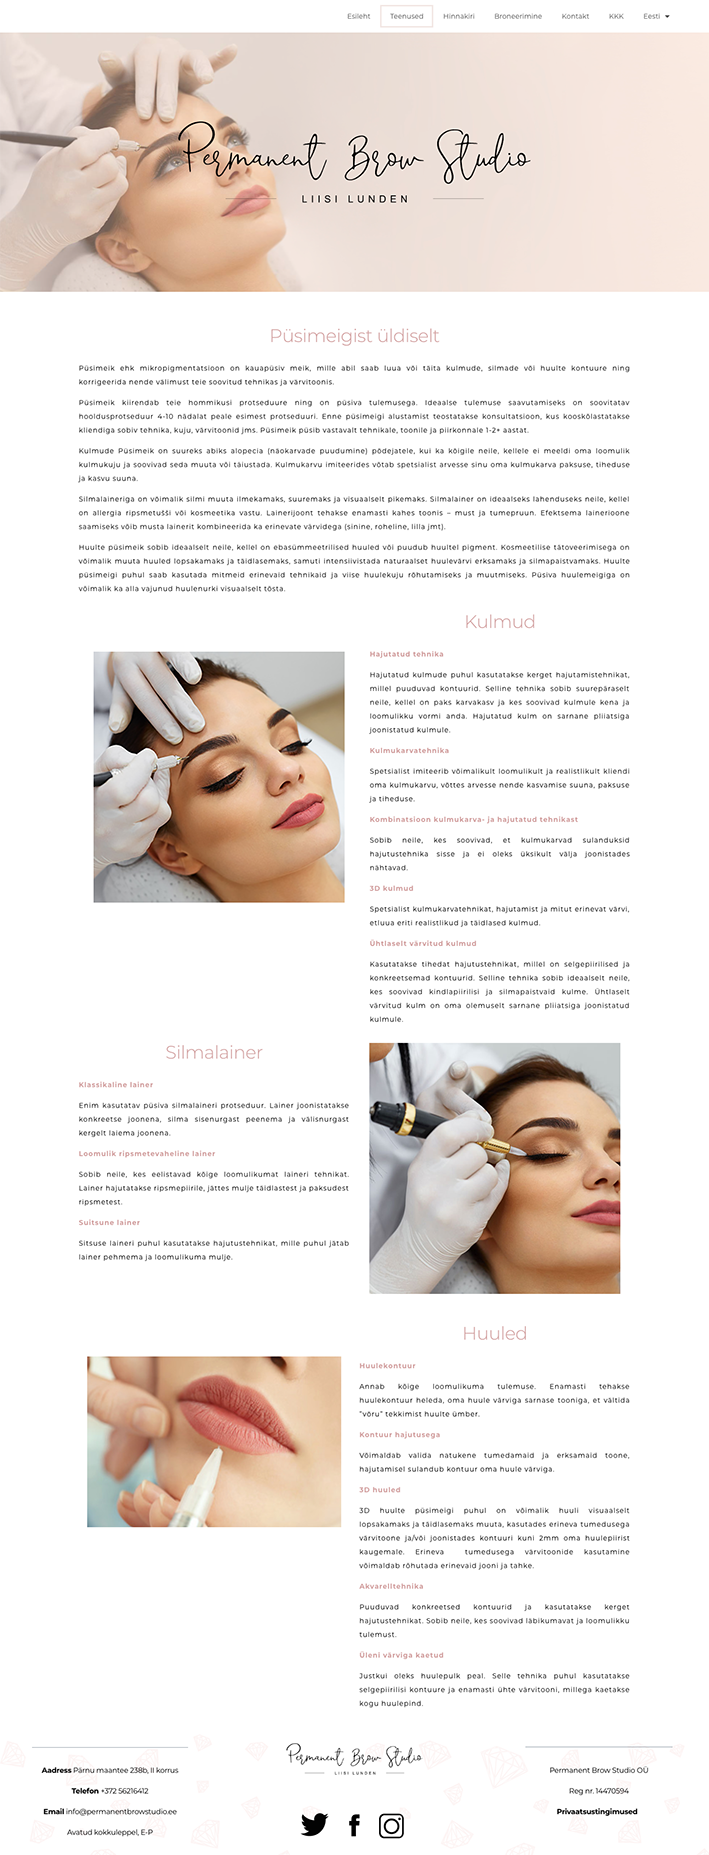 Esileht Teenused Hinnakiri Broneerimine Kontakt KKK Eesti
Permanent Brow Studio
LIISI LUNDEN
Püsimeigist üldiselt
Püsimeik ehk mikropigmentatsioon on kauapüsiv meik, mille abil saab luua või täita kulmude, silmade või huulte kontuure ning
korrigeerida nende välimust teie soovitud tehnikas ja värvitoonis.
Püsimeik kiirendab teie hommikusi protseduure ning on püsiva tulemusega. Ideaalse tulemuse saavutamiseks on soovitatav
hooldusprotseduur 4-10 nädalat peale esimest protseduuri. Enne püsimeigi alustamist teostatakse konsultatsioon, kus kooskõlastatakse
kliendiga sobiv tehnika, kuju, värvitoonid jms. Püsimeik püsib vastavalt tehnikale, toonile ja piirkonnale 1-2+ aastat.
Kulmude Püsimeik on suureks abiks alopecia (näokarvade puudumine) põdejatele, kui ka kõigile neile, kellele ei meeldi oma loomulik
kulmukuju ja soovivad seda muuta või täiustada. Kulmukarvu imiteerides võtab spetsialist arvesse sinu oma kulmukarva paksuse, tiheduse
ja kasvu suuna.
Silmalaineriga on võimalik silmi muuta ilmekamaks, suuremaks ja visuaalselt pikemaks. Silmalainer on ideaalseks lahenduseks neile, kellel
on allergia ripsmetušši või kosmeetika vastu. Lainerijoont tehakse enamasti kahes toonis – must ja tumepruun. Efektsema lainerioone
saamiseks võib musta lainerit kombineerida ka erinevate värvidega (sinine, roheline, lilla jmt).
Huulte püsimeik sobib ideaalselt neile, kellel on ebasümmeetrilised huuled või puudub huultel pigment. Kosmeetilise tätoveerimisega on
võimalik muuta huuled lopsakamaks ja täidlasemaks, samuti intensiivistada naturaalset huulevärvi erksamaks ja silmapaistvamaks. Huulte
püsimeigi puhul saab kasutada mitmeid erinevaid tehnikaid ja viise huulekuju rõhutamiseks ja muutmiseks. Püsiva huulemeigiga on
võimalik ka alla vajunud huulenurki visuaalselt tõsta.
Kulmud
Hajutatud tehnika
Hajutatud kulmude puhul kasutatakse kerget hajutamistehnikat,
millel puuduvad kontuurid. Selline tehnika sobib suurepäraselt
neile, kellel on paks karvakasv ja kes soovivad kulmule kena ja
loomulikku vormi anda. Hajutatud kulm on sarnane pliiatsiga
joonistatud kulmule.
Kulmukarvatehnika
Spetsialist imiteerib võimalikult loomulikult ja realistlikult kliendi
oma kulmukarvu, võttes arvesse nende kasvamise suuna, paksuse
ja tiheduse.
Kombinatsioon kulmukarva- ja hajutatud tehnikast
Sobib neile, kes soovivad, et kulmukarvad sulanduksid
hajutustehnika sisse ja ei oleks üksikult välja joonistades
nähtavad.
3D kulmud
Spetsialist kulmukarvatehnikat, hajutamist ja mitut erinevat värvi,
etluua eriti realistlikud ja täidlased kulmud.
Ühtlaselt värvitud kulmud
Kasutatakse tihedat hajutustehnikat, millel on selgepiirilised ja
konkreetsemad kontuurid. Selline tehnika sobib ideaalselt neile,
kes soovivad kindlapiirilisi ja silmapaistvaid kulme. Ühtlaselt
värvitud kulm on oma olemuselt sarnane pliiatsiga joonistatud
kulmule.
Silmalainer
Klassikaline lainer
Enim kasutatav püsiva silmalaineri protseduur. Lainer joonistatakse
konkreetse joonena, silma sisenurgast peenema ja välisnurgast
kergelt laiema joonena.
Loomulik ripsmetevaheline lainer
Sobib neile, kes eelistavad kõige loomulikumat laineri tehnikat.
Lainer hajutatakse ripsmepiirile, jättes mulje täidlastest ja paksudest
ripsmetest.
Suitsune lainer
Sitsuse laineri puhul kasutatakse hajutustehnikat, mille puhul jätab
lainer pehmema ja loomulikuma mulje.
Huuled
Huulekontuur
Annab kõige loomulikuma tulemuse. Enamasti tehakse
huulekontuur heleda, oma huule värviga sarnase tooniga, et vältida
“võru” tekkimist huulte ümber.
Kontuur hajutusega
Võimaldab valida natukene tumedamaid ja erksamaid toone,
hajutamisel sulandub kontuur oma huule värviga.
3D huuled
3D huulte püsimeigi puhul on võimalik huuli visuaalselt
lopsakamaks ja täidlasemaks muuta, kasutades erineva tumedusega
värvitoone ja/või joonistades kontuuri kuni 2mm oma huulepiirist
kaugemale. Erineva tumedusega värvitoonide kasutamine
võimaldab rõhutada erinevaid jooni ja tahke.
Akvarelltehnika
Puuduvad konkreetsed kontuurid ja kasutatakse kerget
hajutustehnikat. Sobib neile, kes soovivad läbikumavat ja loomulikku
tulemust.
Üleni värviga kaetud
Justkui oleks huulepulk peal. Selle tehnika puhul kasutatakse
selgepiirilisi kontuure ja enamasti ühte värvitooni, millega kaetakse
kogu huulepind.
Aadress Pärnu maantee 238b, II korrus
Telefon +372 56216412
Email info@permanentbrowstudio.ee
Avatud kokkuleppel, E-P
Permanent Brow Studio
LIISI LUNDEN
Permanent Brow Studio OÜ
Reg nr. 14470594
Privaatsustingimused